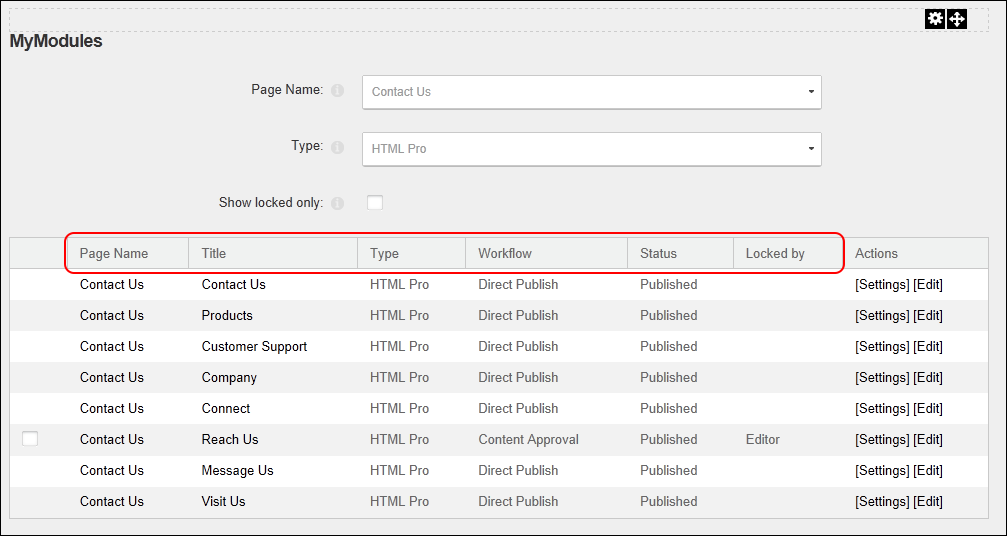 MyModules
Page Name:
Contact Us
Type:
HTML Pro
Show locked only:
Page Name Title Type Workflow Status Locked by Actions
Contact Us Contact Us HTML Pro Direct Publish Published [Settings] [Edit]
Contact Us Products HTML Pro Direct Publish Published [Settings] [Edit]
Contact Us Customer Support HTML Pro Direct Publish Published [Settings] [Edit]
Contact Us Company HTML Pro Direct Publish Published [Settings] [Edit]
Contact Us Connect HTML Pro Direct Publish Published [Settings] [Edit]
Contact Us Reach Us HTML Pro Content Approval Published Editor [Settings] [Edit]
Contact Us Message Us HTML Pro Direct Publish Published [Settings] [Edit]
Contact Us Visit Us HTML Pro Direct Publish Published [Settings] [Edit]